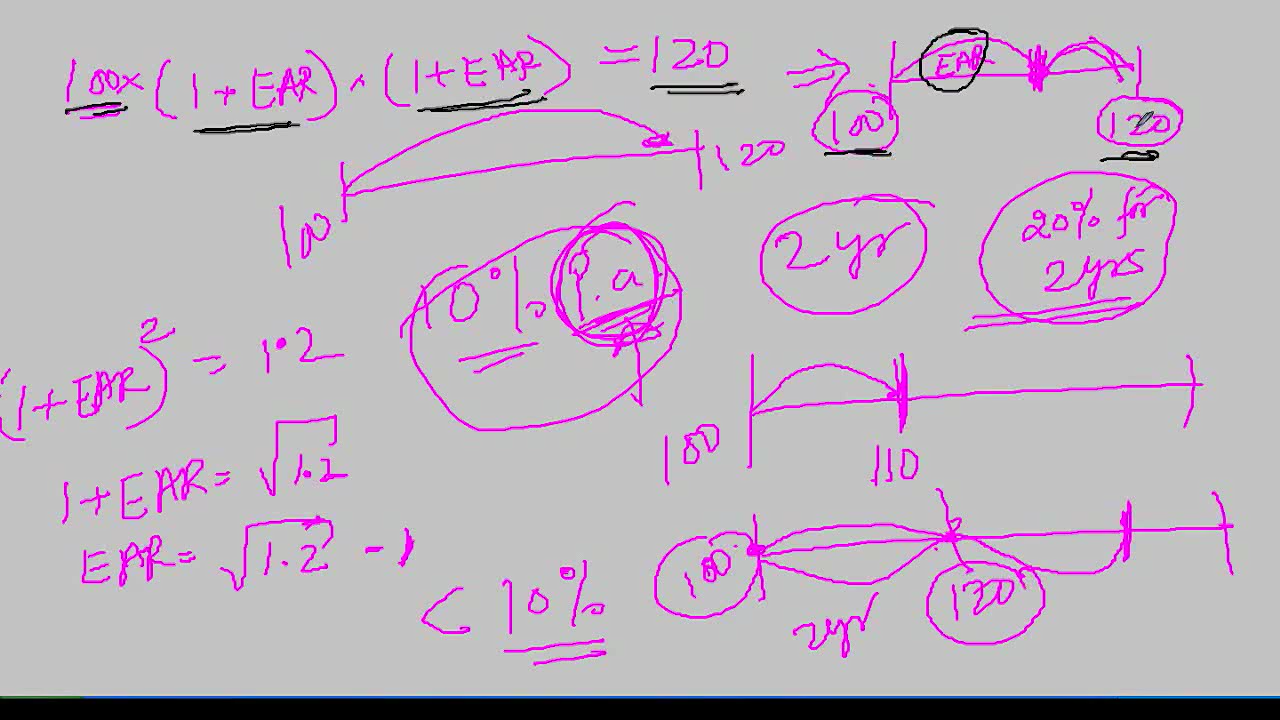 100 × (1 + EAR) × (1 + EAR) = 120 ⇒
EAR
100
120
100
120
10% P.a
2 yr
20% for
2 yrs
(1 + EAR)² = 1.2
1 + EAR = √1.2
EAR = √1.2 - 1
< 10%
100
110
100
2yr
120